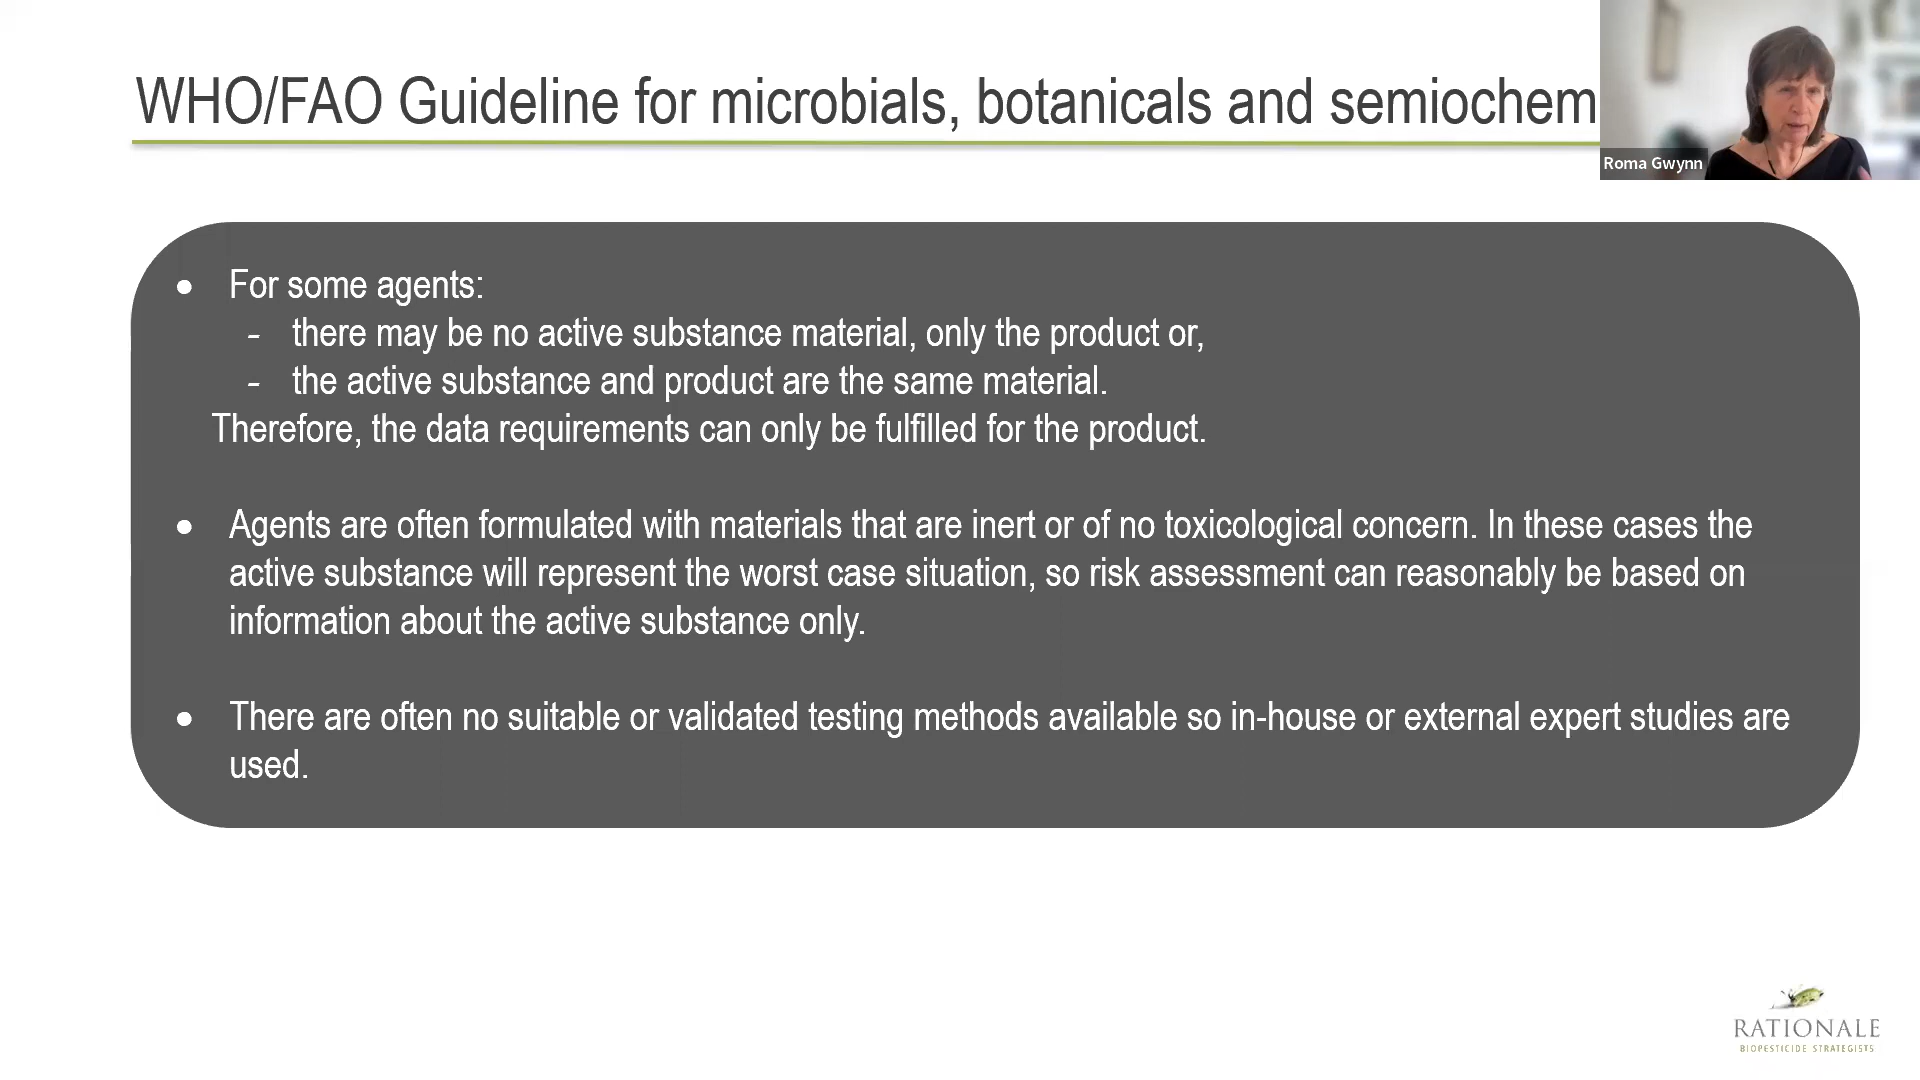 WHO/FAO Guideline for microbials, botanicals and semiochem
Roma Gwynn
● For some agents:
- there may be no active substance material, only the product or,
- the active substance and product are the same material.
Therefore, the data requirements can only be fulfilled for the product.
● Agents are often formulated with materials that are inert or of no toxicological concern. In these cases the
active substance will represent the worst case situation, so risk assessment can reasonably be based on
information about the active substance only.
● There are often no suitable or validated testing methods available so in-house or external expert studies are
used.
RATIONALE
BIOPESTICIDE STRATEGISTS